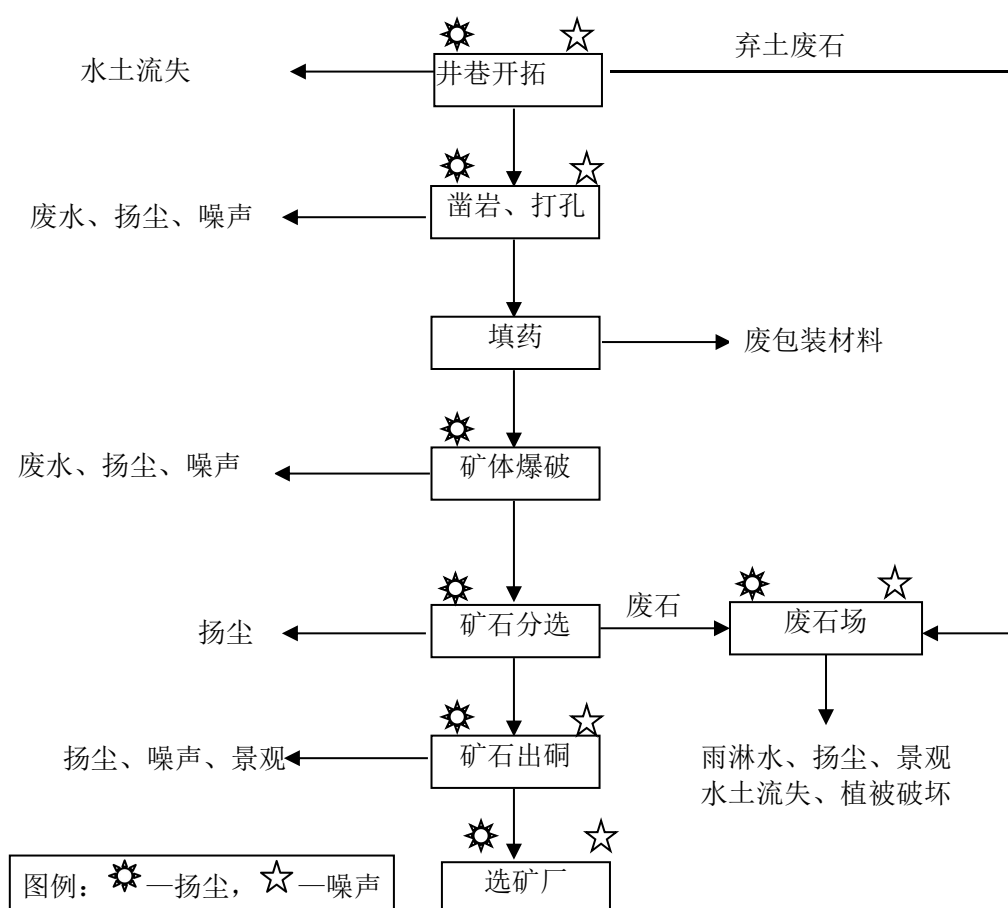 弃土废石
水土流失
井巷开拓
废水、扬尘、噪声
凿岩、打孔
填药
废包装材料
废水、扬尘、噪声
矿体爆破
扬尘
矿石分选
废石
废石场
扬尘、噪声、景观
矿石出硐
雨淋水、扬尘、景观
水土流失、植被破坏
选矿厂
图例：—扬尘，—噪声